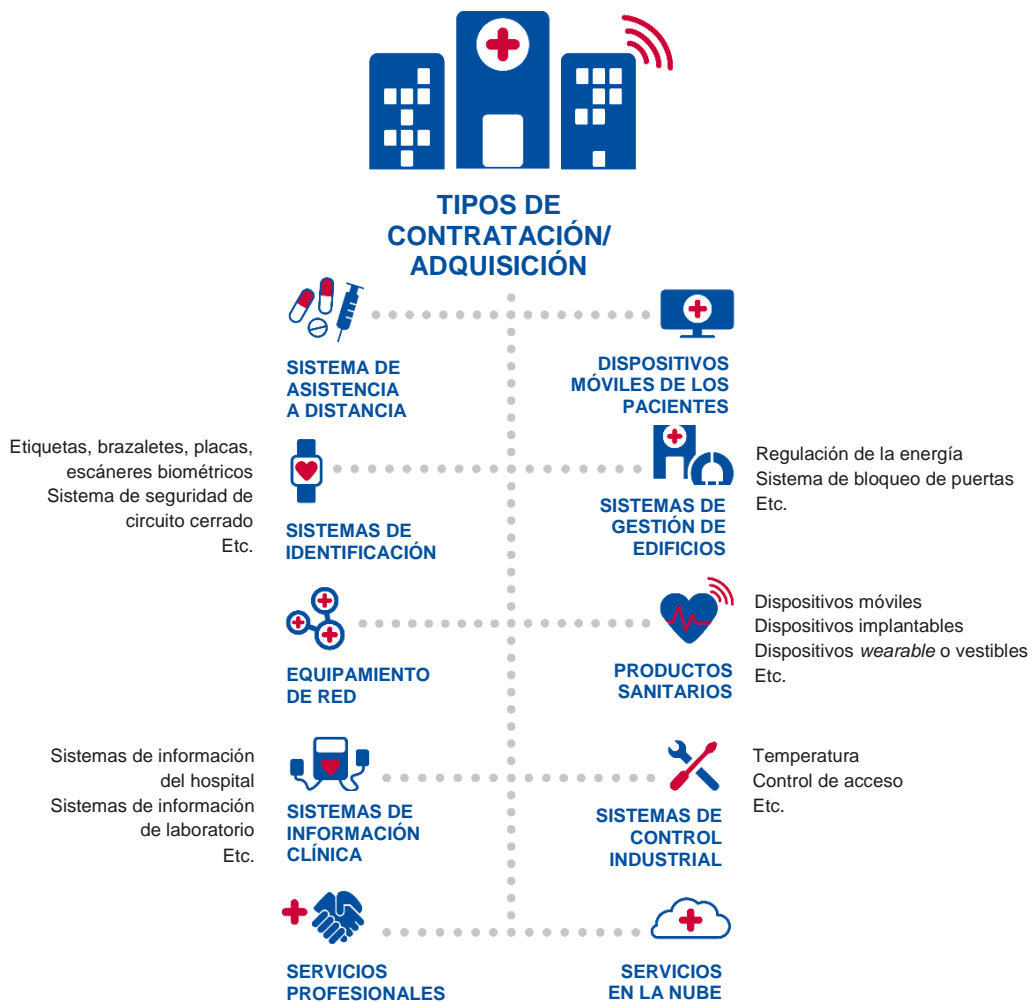 TIPOS DE
CONTRATACIÓN/
ADQUISICIÓN
SISTEMA DE
ASISTENCIA
A DISTANCIA
DISPOSITIVOS
MÓVILES DE LOS
PACIENTES
Etiquetas, brazaletes, placas,
escáneres biométricos
Sistema de seguridad de
circuito cerrado
Etc.
SISTEMAS DE
IDENTIFICACIÓN
SISTEMAS DE
GESTIÓN DE
EDIFICIOS
Regulación de la energía
Sistema de bloqueo de puertas
Etc.
EQUIPAMIENTO
DE RED
PRODUCTOS
SANITARIOS
Dispositivos móviles
Dispositivos implantables
Dispositivos wearable o vestibles
Etc.
Sistemas de información
del hospital
Sistemas de información
de laboratorio
Etc.
SISTEMAS DE
INFORMACIÓN
CLÍNICA
SISTEMAS DE
CONTROL
INDUSTRIAL
Temperatura
Control de acceso
Etc.
SERVICIOS
PROFESIONALES
SERVICIOS
EN LA NUBE